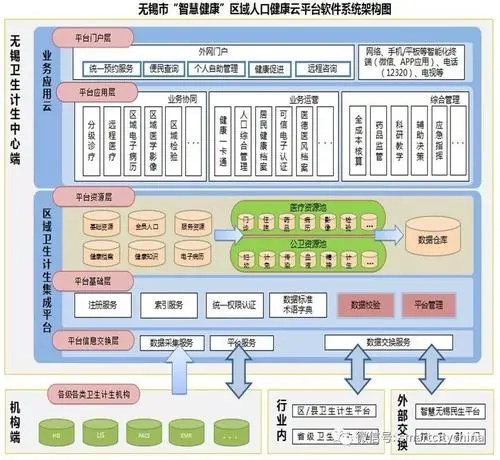 无锡市“智慧健康”区域人口健康云平台软件系统架构图
无锡卫生计生中心端
业务应用云
平台门户层
外网门户
统一预约服务
便民查询
个人自助管理
健康促进
远程咨询
网络、手机/平板等智能化终
端（微信、APP应用）、电话
（12320）、电视等
平台应用层
业务协同
分级诊疗
远程医疗
区域电子病历
区域医学影像
区域检验
...
业务运营
健康一卡通
人口综合管理
居民健康档案
可信电子认证
医德医风档案
...
综合管理
全成本核算
药品监管
科研教学
辅助决策
应急指挥
...
区域卫生计生集成平台
平台资源层
基础资源
全员人口
服务资源
健康档案
健康知识
电子病历
医疗资源池
门诊
住院
药品
病历
影像
检验
...
公卫资源池
妇幼
计免
传染
血液
精神
计生
...
数据仓库
平台基础层
注册服务
索引服务
统一权限认证
数据标准
术语字典
数据校验
平台管理
平台信息交换层
数据采集服务
平台服务
数据交换服务
机构端
各级各类卫生计生机构
HIS
LIS
PACS
EMR
...
行业内
区/县卫生计生平台
省级卫生
外部交换
智慧无锡民生平台
微信号: smartcitychina